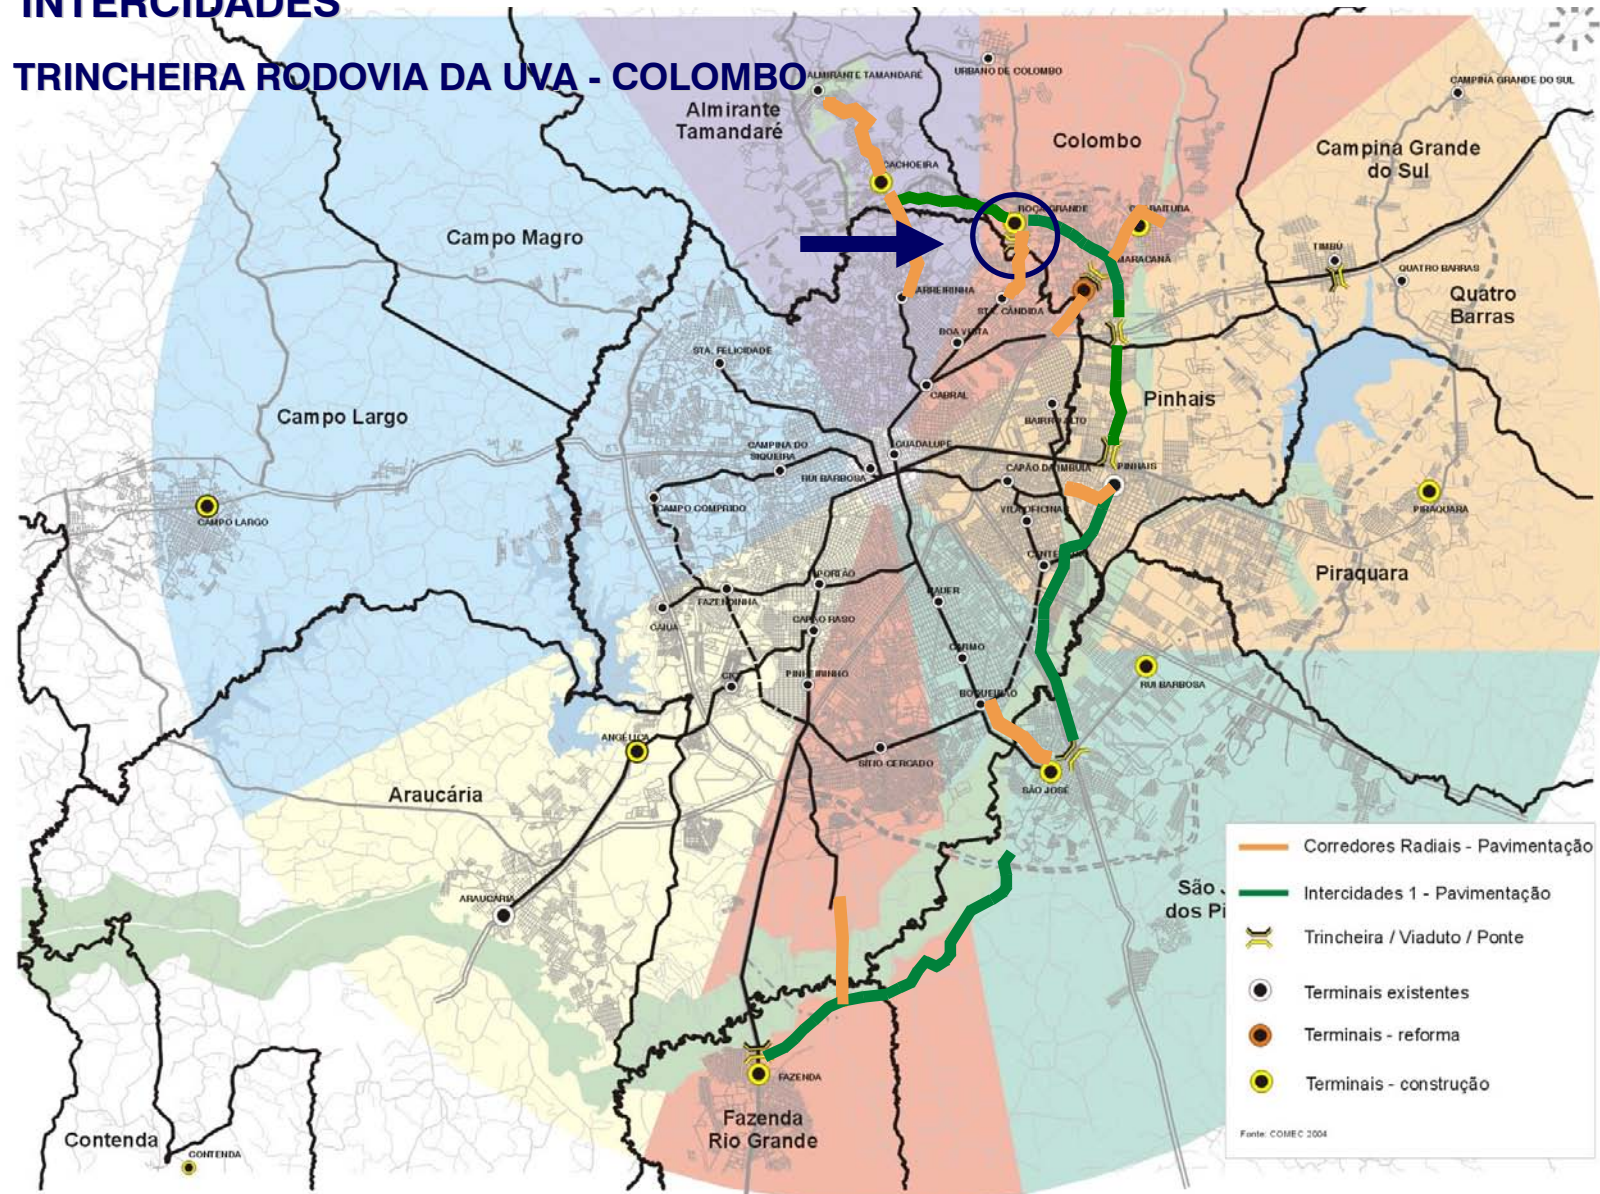 INTERCIDADES
TRINCHEIRA RODOVIA DA UVA - COLOMBO
ALMIRANTE TAMANDARÉ
URBANO DE COLOMBO
CAMPINA GRANDE DO SUL
Almirante
Tamandaré
Colombo
Campina Grande
do Sul
CACHOEIRA
ROÇA GRANDE
Campo Magro
MARACANÃ
TIMBÚ
QUATRO BARRAS
Quatro
Barras
STA. CÂNDIDA
BOA VISTA
STA. FELICIDADE
CABRAL
Pinhais
Campo Largo
BAIRRO ALTO
CAMPINA DO
SIQUEIRA
GUADALUPE
RUI BARBOSA
CAPÃO DA IMBUIA
PINHAIS
CAMPO COMPRIDO
VILA OFICINAS
CAMPO LARGO
PIRAQUARA
Piraquara
PORTÃO
FAZENDINHA
CAIUA
CAPÃO RASO
HAUER
CARMO
PINHEIRINHO
CIC
BOQUEIRÃO
RUI BARBOSA
ANGÉLICA
SÍTIO CERCADO
SÃO JOSÉ
Araucária
ARAUCÁRIA
São J
dos Pi
Corredores Radiais - Pavimentação
Intercidades 1 - Pavimentação
Trincheira / Viaduto / Ponte
Terminais existentes
Terminais - reforma
Terminais - construção
Fonte: COMEC 2004
FAZENDA
Fazenda
Rio Grande
Contenda
CONTENDA